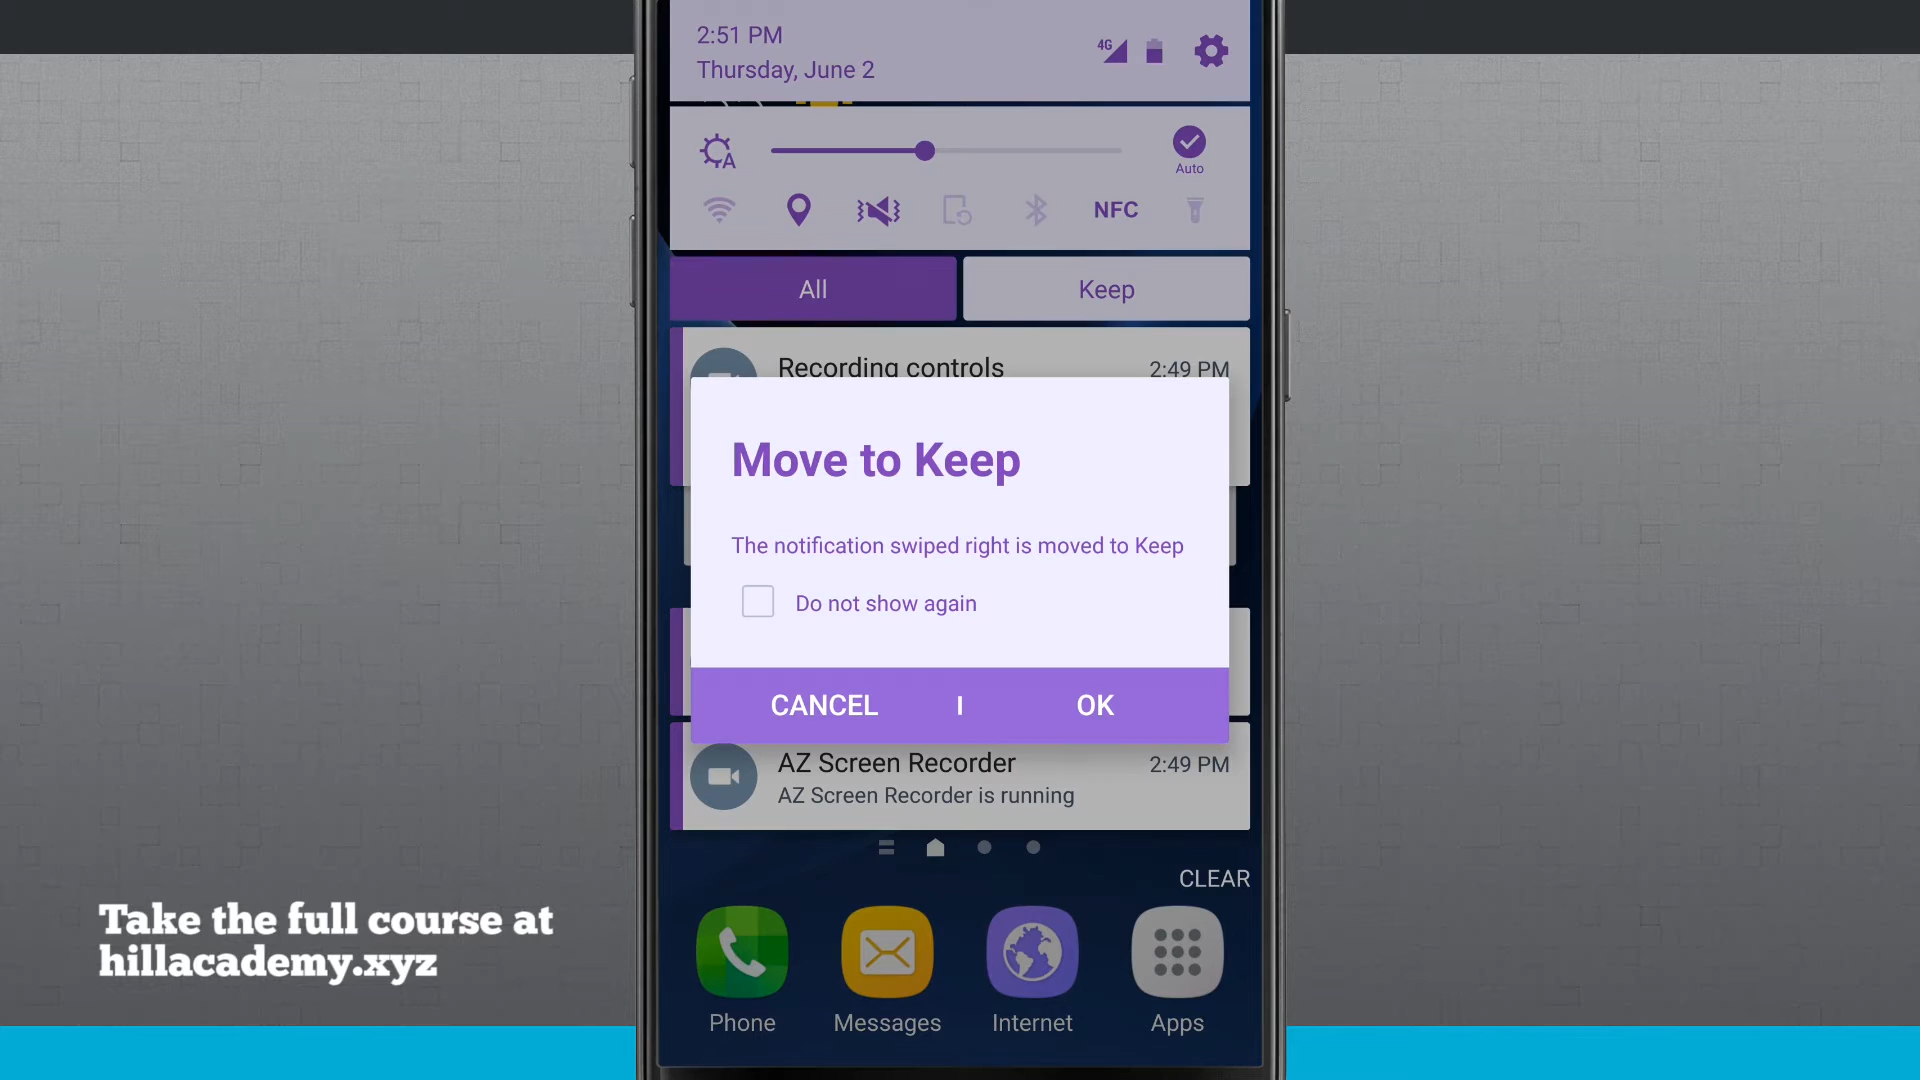 2:51 PM
4G
Thursday, June 2
A
Auto
NFC
All
Keep
Recording controls
2:49 PM
Move to Keep
The notification swiped right is moved to Keep
Do not show again
CANCEL
OK
AZ Screen Recorder
2:49 PM
AZ Screen Recorder is running
CLEAR
Take the full course at
hillacademy.xyz
Phone
Messages
Internet
Apps